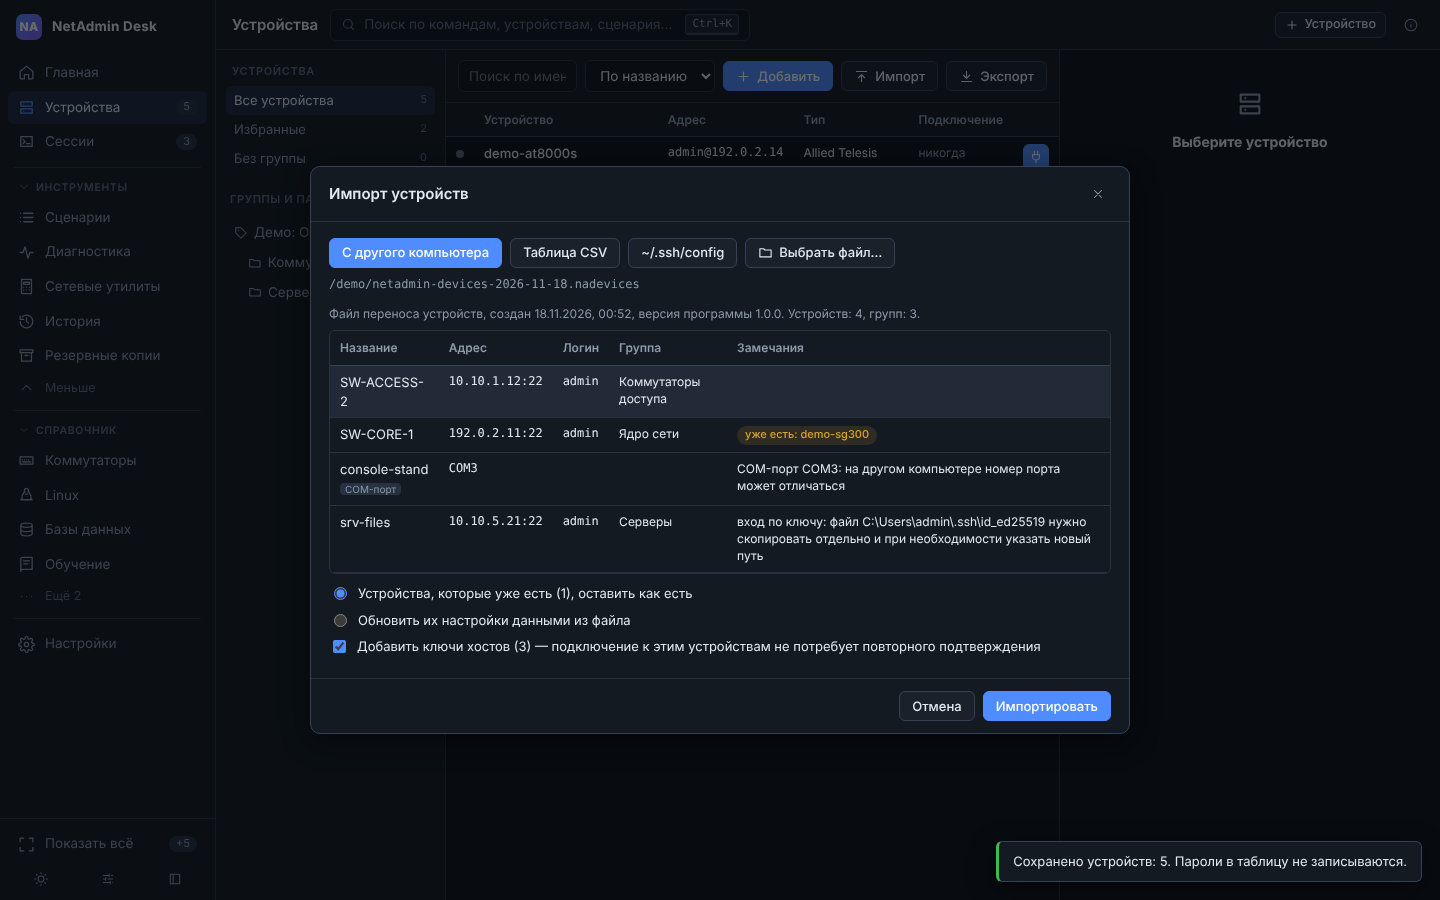 NA NetAdmin Desk
Устройства
Поиск по командам, устройствам, сценария... Ctrl+K
Устройство
Главная
Устройства 5
Сессии 3
ИНСТРУМЕНТЫ
Сценарии
Диагностика
Сетевые утилиты
История
Резервные копии
Меньше
СПРАВОЧНИК
Коммутаторы
Linux
Базы данных
Обучение
Ещё 2
Настройки
Показать всё +5
УСТРОЙСТВА
Все устройства 5
Избранные 2
Без группы 0
ГРУППЫ И ПА
Демо: О
Комму
Серве
Поиск по имен
По названию
Добавить
Импорт
Экспорт
Устройство Адрес Тип Подключение
demo-at8000s admin@192.0.2.14 Allied Telesis никогда
Выберите устройство
Импорт устройств
С другого компьютера
Таблица CSV
~/.ssh/config
Выбрать файл...
/demo/netadmin-devices-2026-11-18.nadevices
Файл переноса устройств, создан 18.11.2026, 00:52, версия программы 1.0.0. Устройств: 4, групп: 3.
Название Адрес Логин Группа Замечания
SW-ACCESS-
2
10.10.1.12:22 admin
Коммутаторы
доступа
SW-CORE-1 192.0.2.11:22 admin Ядро сети уже есть: demo-sg300
console-stand
COM-порт
COM3
COM-порт COM3: на другом компьютере номер порта
может отличаться
srv-files 10.10.5.21:22 admin Серверы
вход по ключу: файл C:\Users\admin\.ssh\id_ed25519 нужно
скопировать отдельно и при необходимости указать новый
путь
Устройства, которые уже есть (1), оставить как есть
Обновить их настройки данными из файла
Добавить ключи хостов (3) — подключение к этим устройствам не потребует повторного подтверждения
Отмена
Импортировать
Сохранено устройств: 5. Пароли в таблицу не записываются.